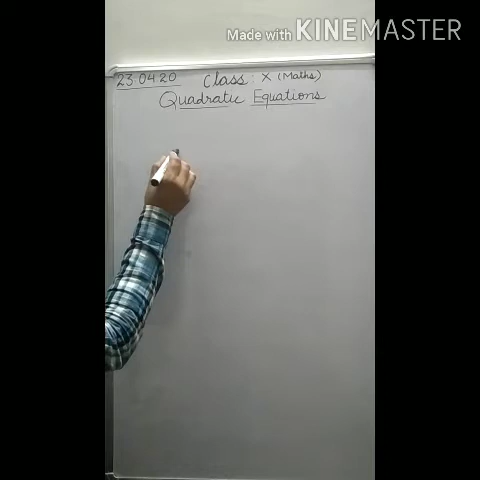 Made with KINEMASTER
23.04.20 Class: X (Maths)
Quadratic Equations